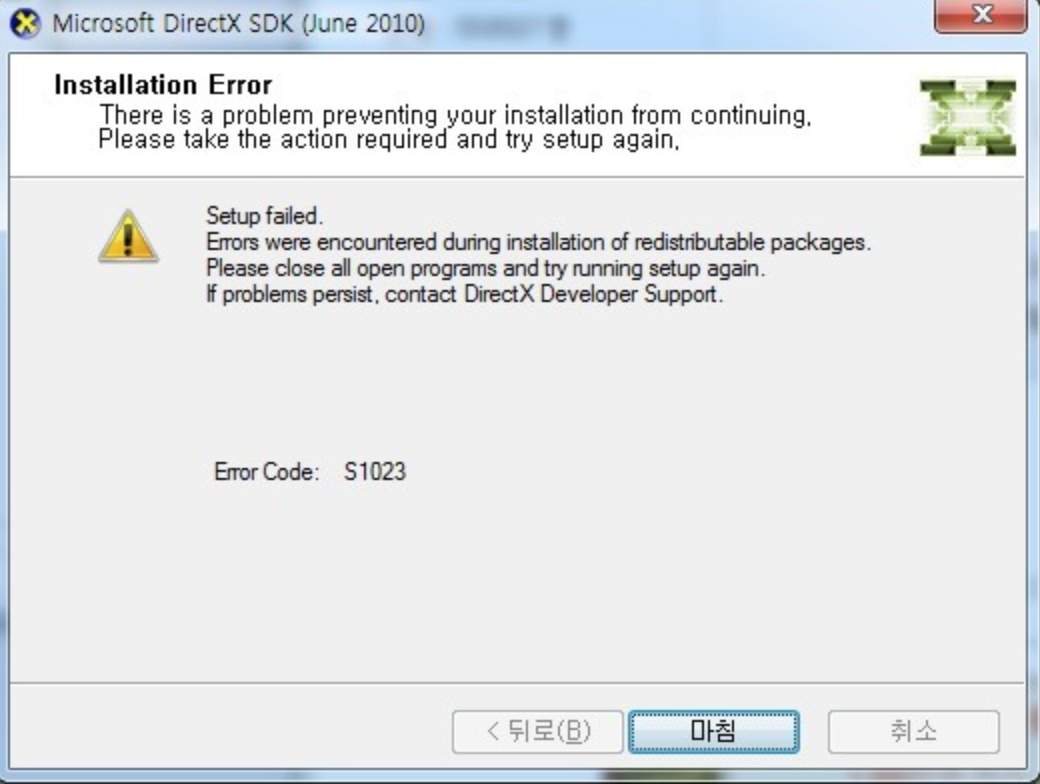 Microsoft DirectX SDK (June 2010)
Installation Error
There is a problem preventing your installation from continuing.
Please take the action required and try setup again.
Setup failed.
Errors were encountered during installation of redistributable packages.
Please close all open programs and try running setup again.
If problems persist, contact DirectX Developer Support.
Error Code: S1023
< 뒤로(B) 마침 취소